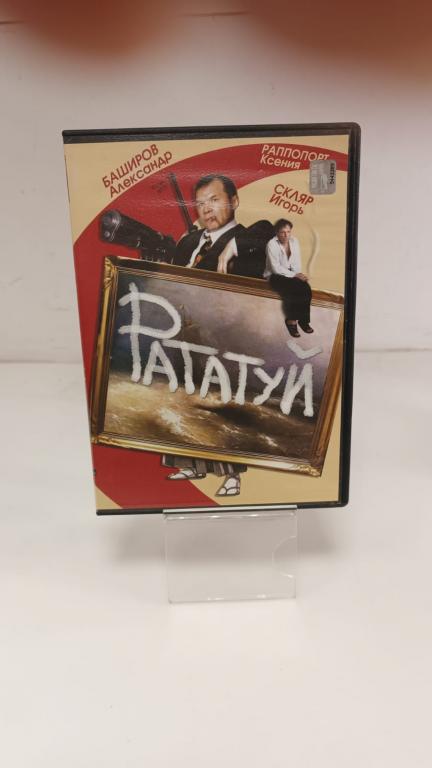 БАШИРОВ
Александр
РАППОПОРТ
Ксения
СКЛЯР
Игорь
РАТАТУЙ